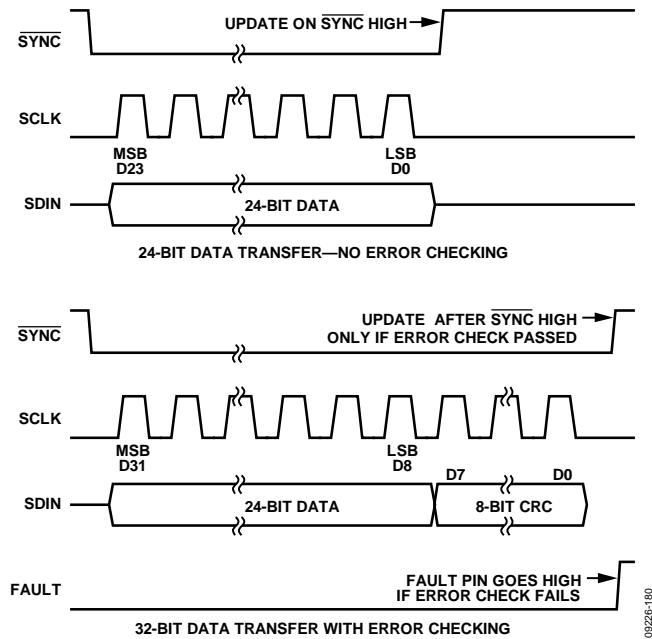 UPDATE ON SYNC HIGH
SYNC
SCLK
MSB
D23
LSB
D0
SDIN
24-BIT DATA
24-BIT DATA TRANSFER—NO ERROR CHECKING
UPDATE AFTER SYNC HIGH
ONLY IF ERROR CHECK PASSED
SYNC
SCLK
MSB
D31
LSB
D8
D7
D0
SDIN
24-BIT DATA
8-BIT CRC
FAULT PIN GOES HIGH
IF ERROR CHECK FAILS
FAULT
32-BIT DATA TRANSFER WITH ERROR CHECKING
09226-180